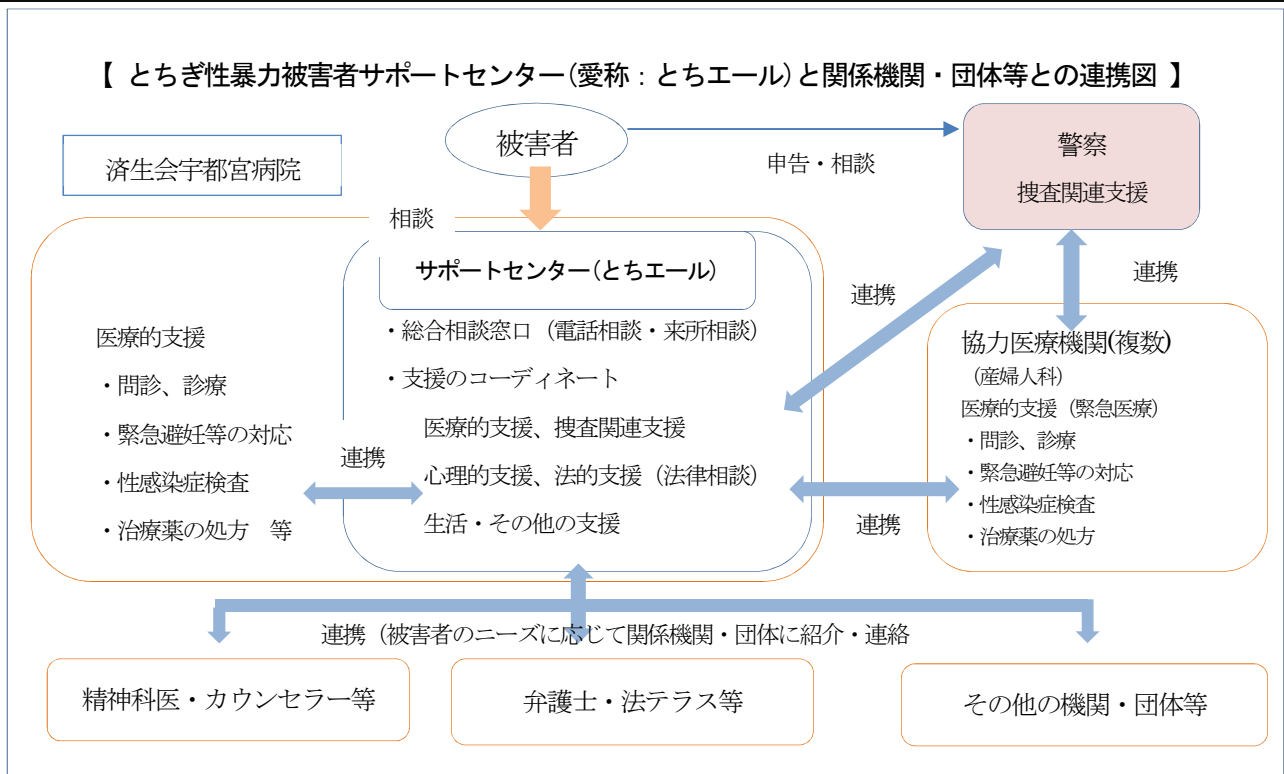 【 とちぎ性暴力被害者サポートセンター(愛称：とちエール)と関係機関・団体等との連携図 】
被害者
警察
捜査関連支援
申告・相談
済生会宇都宮病院
相談
サポートセンター(とちエール)
・総合相談窓口（電話相談・来所相談）
・支援のコーディネート
医療的支援、捜査関連支援
心理的支援、法的支援（法律相談）
生活・その他の支援
医療的支援
・問診、診療
・緊急避妊等の対応
・性感染症検査
・治療薬の処方　等
連携
連携
連携
連携
協力医療機関(複数)
（産婦人科）
医療的支援（緊急医療）
・問診、診療
・緊急避妊等の対応
・性感染症検査
・治療薬の処方
連携（被害者のニーズに応じて関係機関・団体に紹介・連絡
精神科医・カウンセラー等
弁護士・法テラス等
その他の機関・団体等